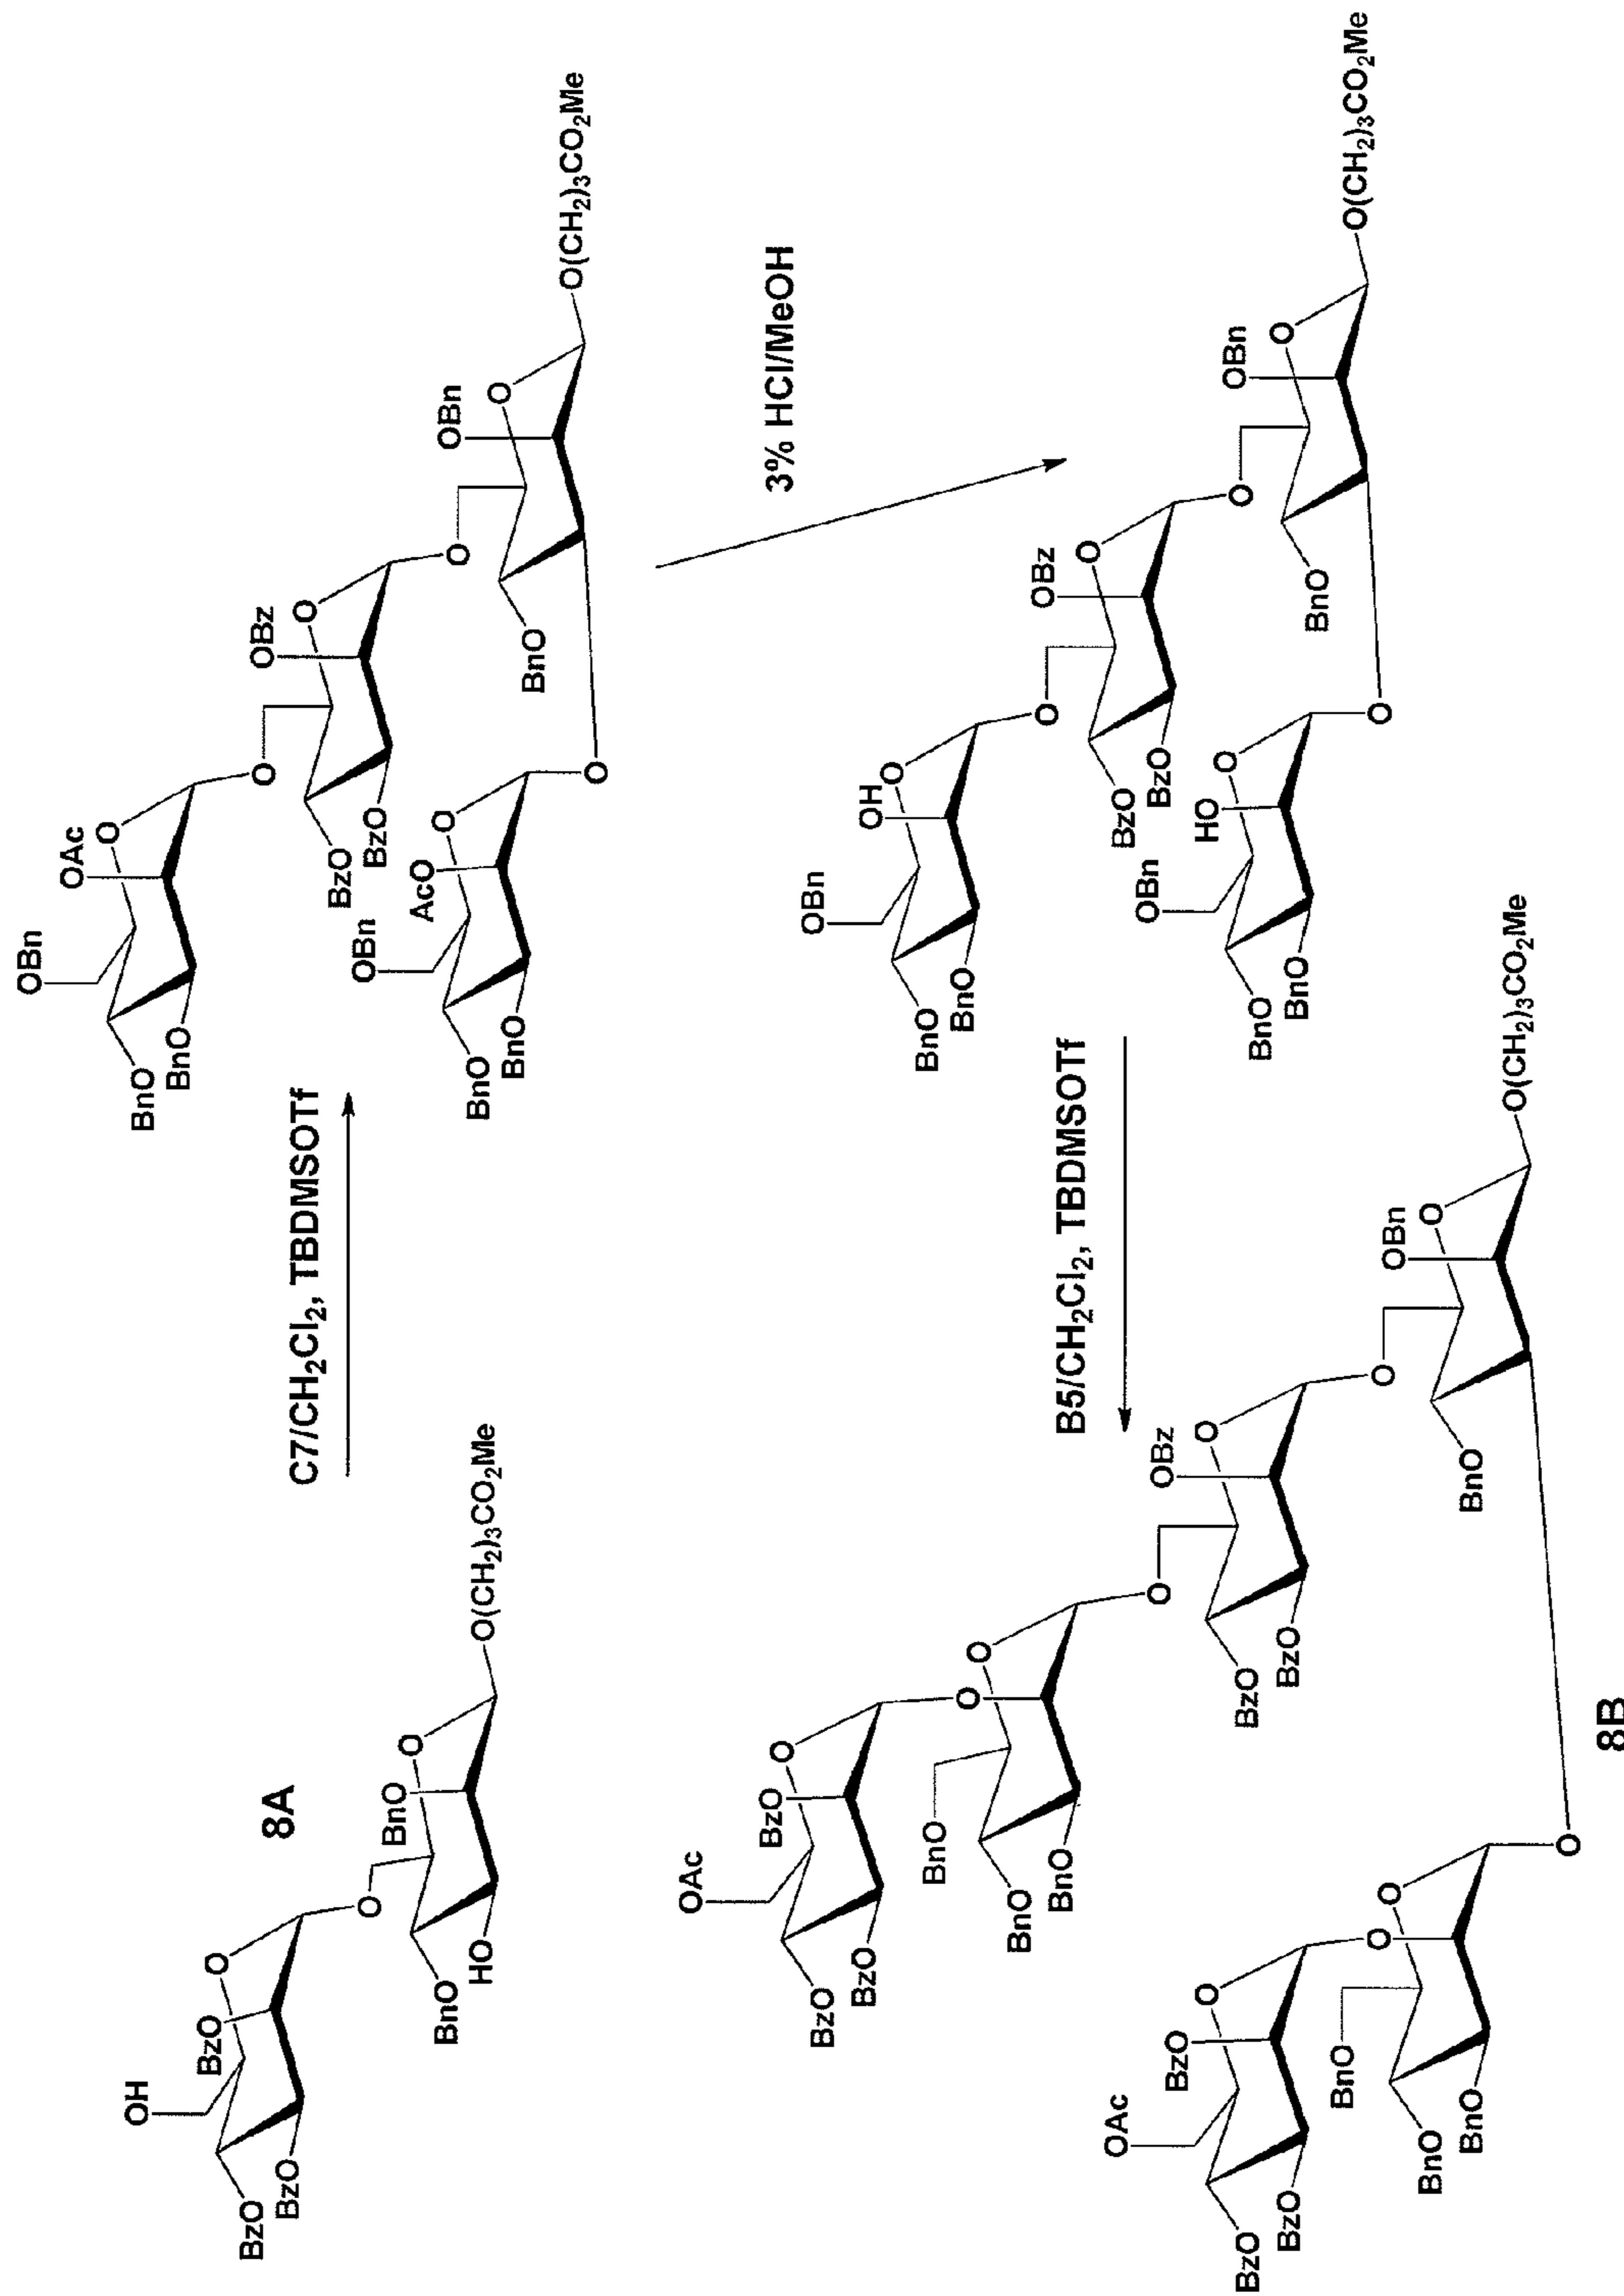 OH
BzO
BzO
BzO
O
O
8A
BnO
O
BnO
HO
O(CH2)3CO2Me
C7/CH2Cl2, TBDMSOTf
OBn
OAc
O
BnO
BnO
O
OBz
O
BzO
BzO
O
OBn
AcO
O
BnO
BnO
O
OBn
O
BnO
O(CH2)3CO2Me
3% HCl/MeOH
OBn
OH
O
BnO
BnO
O
OBz
O
BzO
BzO
O
OBn
HO
O
BnO
BnO
O
OBn
O
BnO
O(CH2)3CO2Me
B5/CH2Cl2, TBDMSOTf
OAc
BzO
O
BzO
BzO
O
O
BnO
BnO
BnO
O
OBz
O
BzO
BzO
O
OBn
O
BnO
O(CH2)3CO2Me
OAc
BzO
O
BzO
BzO
O
O
BnO
BnO
BnO
O
8B